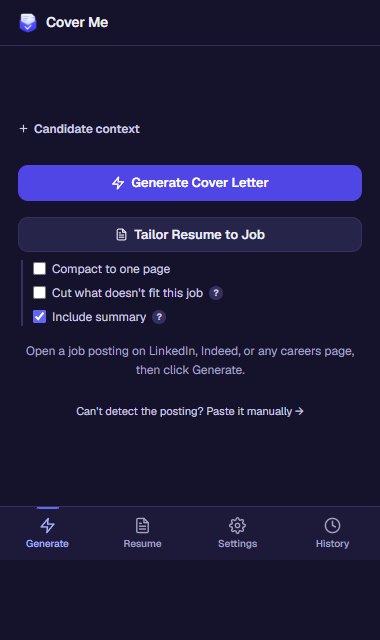 Cover Me
+ Candidate context
Generate Cover Letter
Tailor Resume to Job
Compact to one page
Cut what doesn't fit this job ?
Include summary ?
Open a job posting on LinkedIn, Indeed, or any careers page,
then click Generate.
Can't detect the posting? Paste it manually →
Generate Resume Settings History